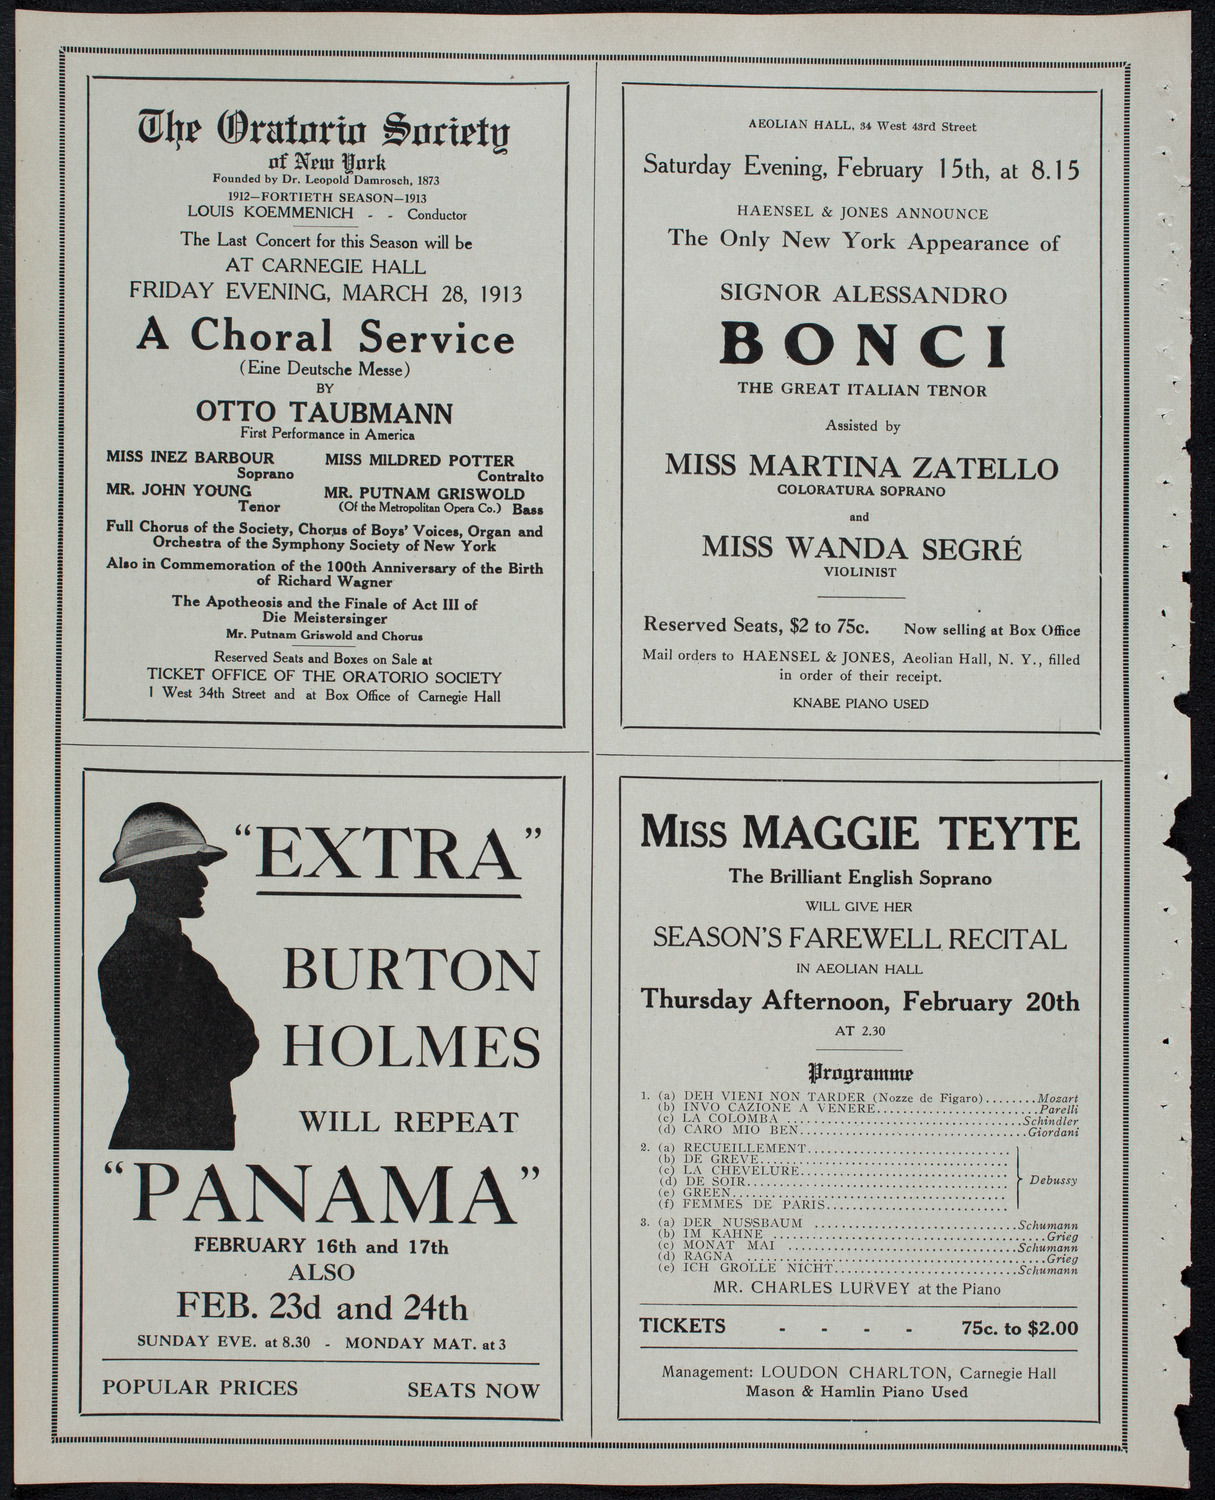 The Oratorio Society
of New York
Founded by Dr. Leopold Damrosch, 1873
1912—FORTIETH SEASON—1913
LOUIS KOEMMENICH - - Conductor
The Last Concert for this Season will be
AT CARNEGIE HALL
FRIDAY EVENING, MARCH 28, 1913
A Choral Service
(Eine Deutsche Messe)
BY
OTTO TAUBMANN
First Performance in America
MISS INEZ BARBOUR MISS MILDRED POTTER
Soprano Contralto
MR. JOHN YOUNG MR. PUTNAM GRISWOLD
Tenor (Of the Metropolitan Opera Co.) Bass
Full Chorus of the Society, Chorus of Boys' Voices, Organ and
Orchestra of the Symphony Society of New York
Also in Commemoration of the 100th Anniversary of the Birth
of Richard Wagner
The Apotheosis and the Finale of Act III of
Die Meistersinger
Mr. Putnam Griswold and Chorus
Reserved Seats and Boxes on Sale at
TICKET OFFICE OF THE ORATORIO SOCIETY
1 West 34th Street and at Box Office of Carnegie Hall
AEOLIAN HALL, 34 West 43rd Street
Saturday Evening, February 15th, at 8.15
HAENSEL & JONES ANNOUNCE
The Only New York Appearance of
SIGNOR ALESSANDRO
BONCI
THE GREAT ITALIAN TENOR
Assisted by
MISS MARTINA ZATELLO
COLORATURA SOPRANO
and
MISS WANDA SEGRÉ
VIOLINIST
Reserved Seats, $2 to 75c. Now selling at Box Office
Mail orders to HAENSEL & JONES, Aeolian Hall, N. Y., filled
in order of their receipt.
KNABE PIANO USED
"EXTRA"
BURTON
HOLMES
WILL REPEAT
"PANAMA"
FEBRUARY 16th and 17th
ALSO
FEB. 23d and 24th
SUNDAY EVE. at 8.30 - MONDAY MAT. at 3
POPULAR PRICES SEATS NOW
MISS MAGGIE TEYTE
The Brilliant English Soprano
WILL GIVE HER
SEASON'S FAREWELL RECITAL
IN AEOLIAN HALL
Thursday Afternoon, February 20th
AT 2.30
Programme
1. (a) DEH VIENI NON TARDER (Nozze de Figaro)........Mozart
(b) INVO CAZIONE A VENERE........................Parelli
(c) LA COLOMBA ..................................Schindler
(d) CARO MIO BEN.................................Giordani
2. (a) RECUEILLEMENT..............................
(b) DE GREVE.....................................
(c) LA CHEVELURE.................................
(d) DE SOIR...................................... Debussy
(e) GREEN........................................
(f) FEMMES DE PARIS..............................
3. (a) DER NUSSBAUM ..............................Schumann
(b) IM KAHNE .....................................Grieg
(c) MONAT MAI ..................................Schumann
(d) RAGNA ........................................Grieg
(e) ICH GROLLE NICHT...........................Schumann
MR. CHARLES LURVEY at the Piano
TICKETS - - - - 75c. to $2.00
Management: LOUDON CHARLTON, Carnegie Hall
Mason & Hamlin Piano Used